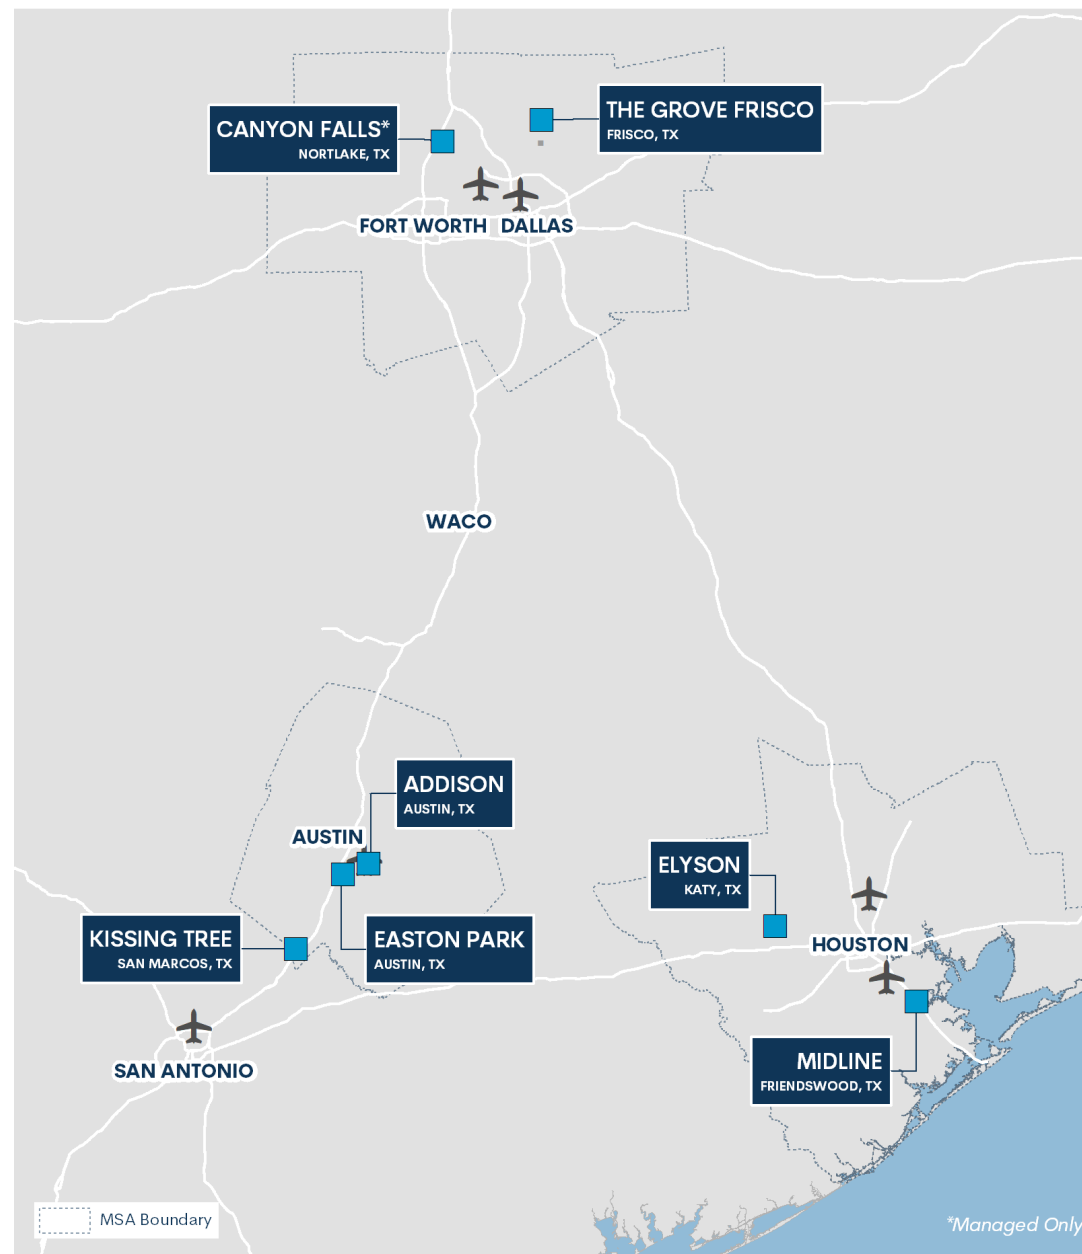 THE GROVE FRISCO
FRISCO, TX
CANYON FALLS*
NORTLAKE, TX
FORT WORTH
DALLAS
WACO
ADDISON
AUSTIN, TX
AUSTIN
ELYSON
KATY, TX
KISSING TREE
SAN MARCOS, TX
EASTON PARK
AUSTIN, TX
HOUSTON
SAN ANTONIO
MIDLINE
FRIENDSWOOD, TX
MSA Boundary
*Managed Only